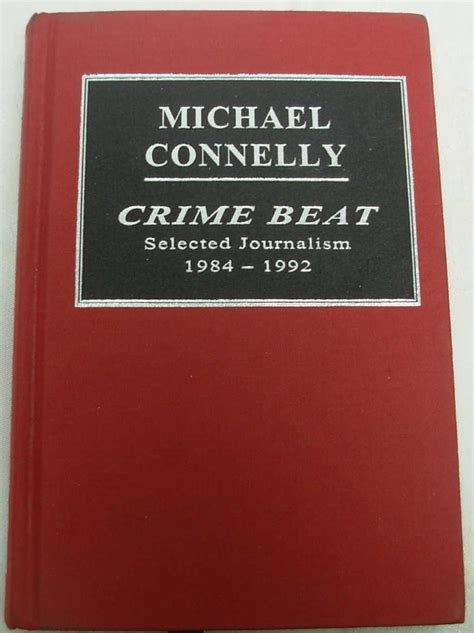 MICHAEL
CONNELLY
CRIME BEAT
Selected Journalism
1984 – 1992